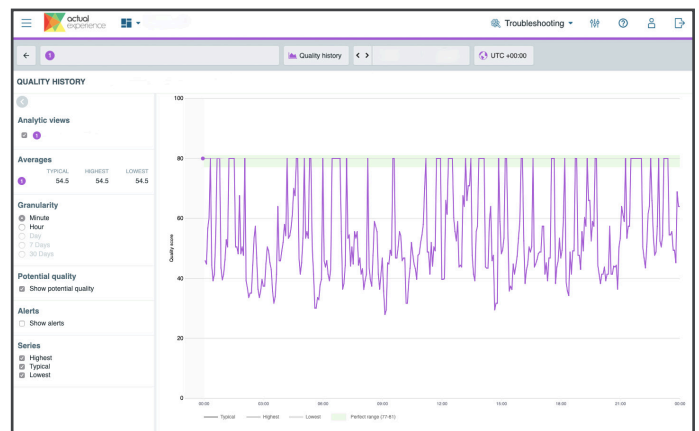 actual
experience
Troubleshooting
1
Quality history
UTC +00:00
QUALITY HISTORY
Analytic views
1
Averages
TYPICAL HIGHEST LOWEST
1 54.5 54.5 54.5
Granularity
Minute
Hour
Day
7 Days
30 Days
Potential quality
Show potential quality
Alerts
Show alerts
Series
Highest
Typical
Lowest
Quality score
100
80
60
40
20
0
00:00 03:00 06:00 09:00 12:00 15:00 18:00 21:00 00:00
Typical Highest Lowest Perfect range (77-81)